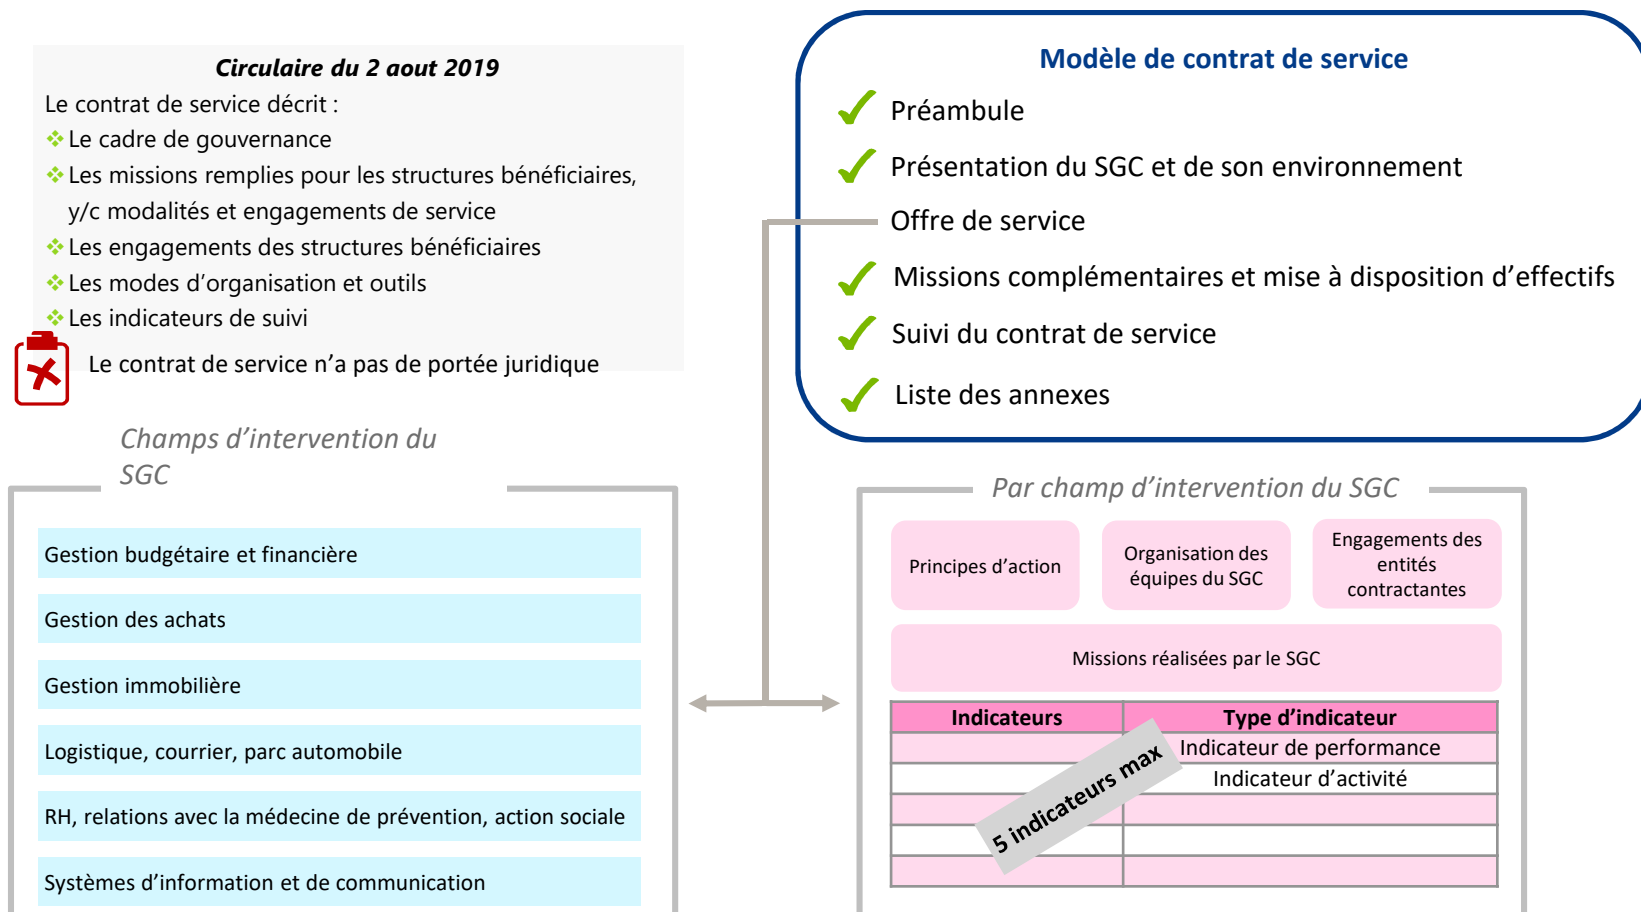 Circulaire du 2 aout 2019
Le contrat de service décrit :
Le cadre de gouvernance
Les missions remplies pour les structures bénéficiaires,
y/c modalités et engagements de service
Les engagements des structures bénéficiaires
Les modes d’organisation et outils
Les indicateurs de suivi
Le contrat de service n’a pas de portée juridique
Modèle de contrat de service
Préambule
Présentation du SGC et de son environnement
Offre de service
Missions complémentaires et mise à disposition d’effectifs
Suivi du contrat de service
Liste des annexes
Champs d’intervention du
SGC
Gestion budgétaire et financière
Gestion des achats
Gestion immobilière
Logistique, courrier, parc automobile
RH, relations avec la médecine de prévention, action sociale
Systèmes d’information et de communication
Par champ d’intervention du SGC
Principes d’action
Organisation des
équipes du SGC
Engagements des
entités
contractantes
Missions réalisées par le SGC
Indicateurs
Type d’indicateur
Indicateur de performance
Indicateur d’activité
5 indicateurs max